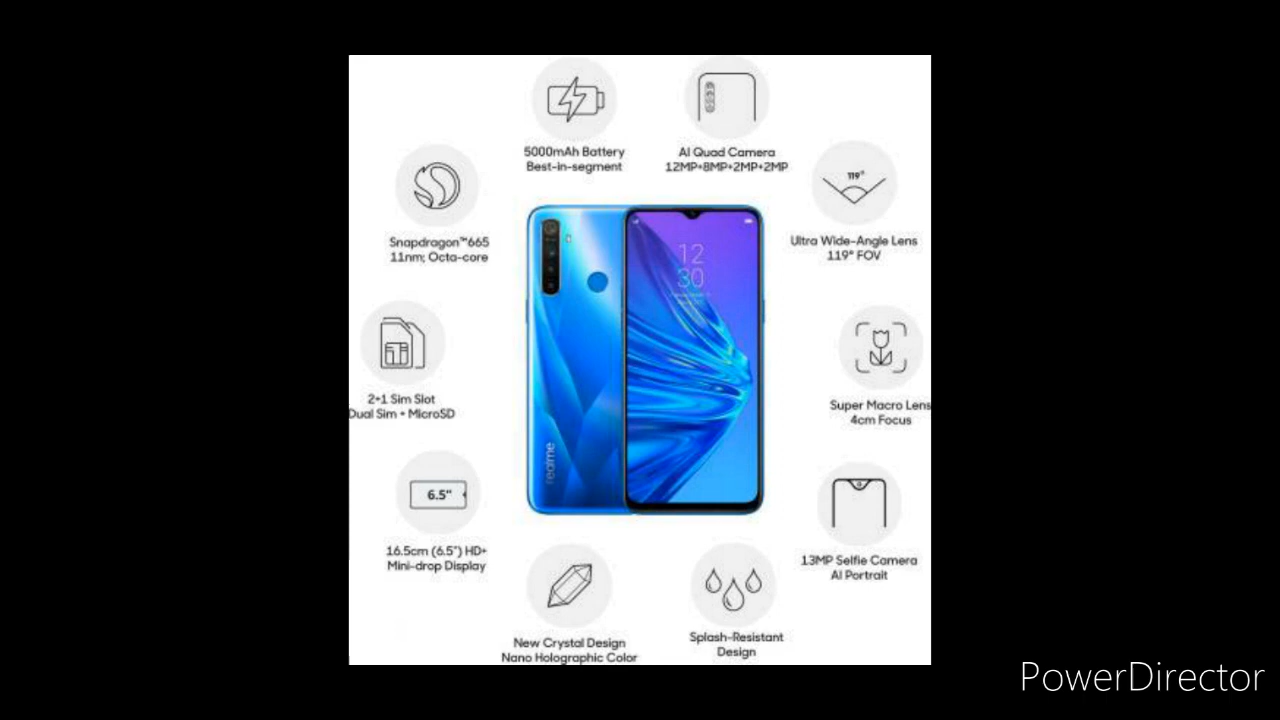 5000mAh Battery
Best-in-segment
AI Quad Camera
12MP+8MP+2MP+2MP
Snapdragon™665
11nm; Octa-core
119°
Ultra Wide-Angle Lens
119° FOV
12
30
realme
2+1 Sim Slot
Dual Sim + MicroSD
Super Macro Lens
4cm Focus
6.5"
16.5cm (6.5") HD+
Mini-drop Display
13MP Selfie Camera
AI Portrait
New Crystal Design
Nano Holographic Color
Splash-Resistant
Design
PowerDirector